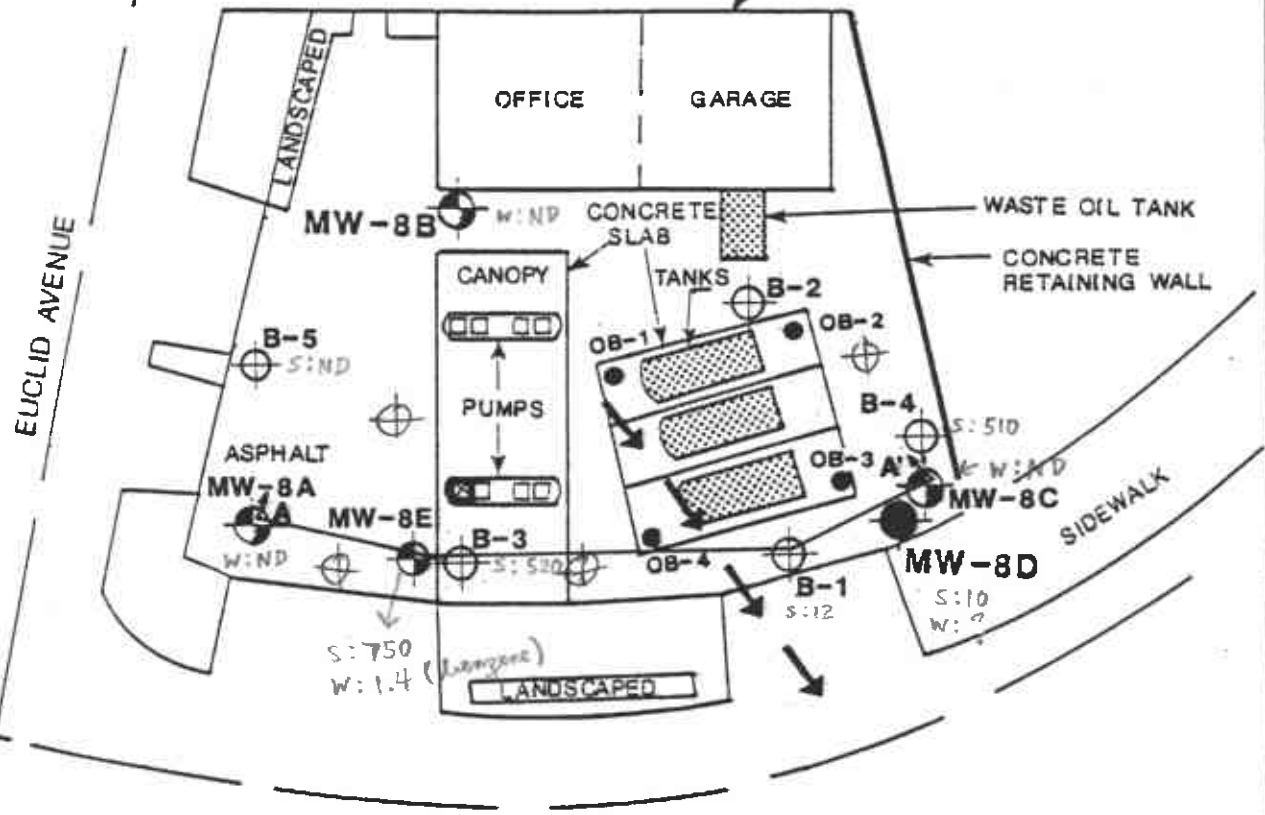 OFFICE
GARAGE
LANDSCAPED
EUCLID AVENUE
MW-8B
W:ND
CONCRETE
SLAB
WASTE OIL TANK
CONCRETE
RETAINING WALL
CANOPY
TANKS
B-2
OB-1
OB-2
B-5
S:ND
PUMPS
B-4
S:510
ASPHALT
OB-3
A'
W:ND
MW-8A
A
MW-8C
MW-8E
B-3
SIDEWALK
W:ND
OB-4
MW-8D
B-1
S:12
S:10
W:?
S:750
W:1.4 (benzene)
LANDSCAPED